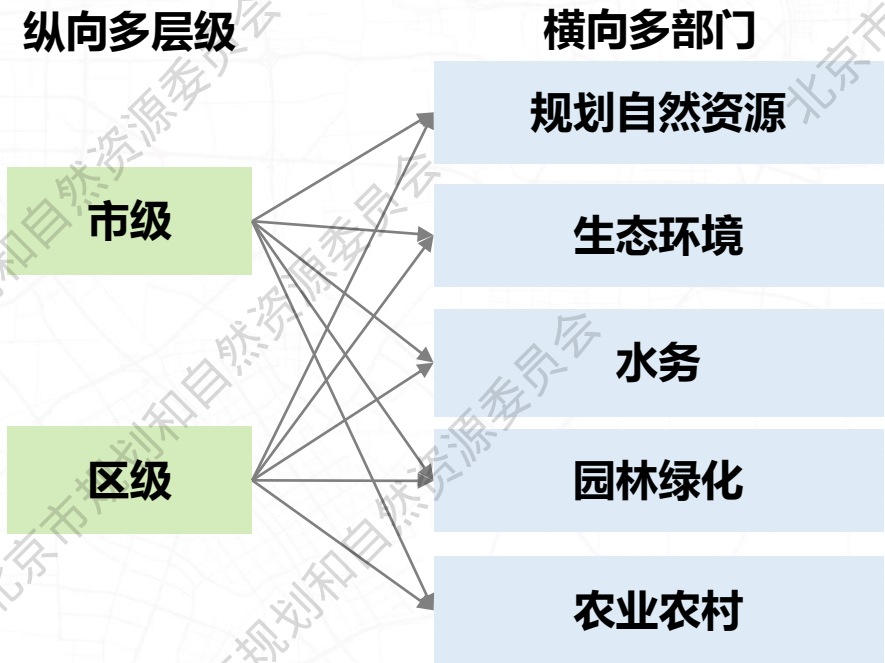 纵向多层级
横向多部门
规划自然资源
市级
生态环境
水务
区级
园林绿化
农业农村
北京市规划和自然资源委员会